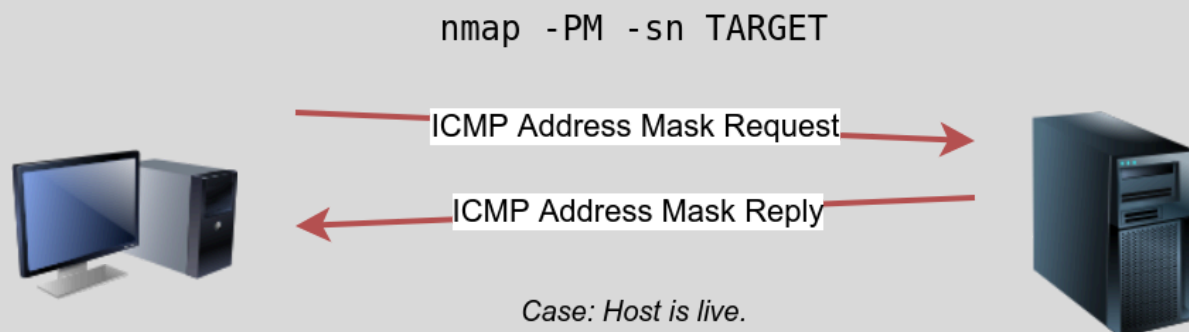 nmap -PM -sn TARGET
ICMP Address Mask Request
ICMP Address Mask Reply
Case: Host is live.